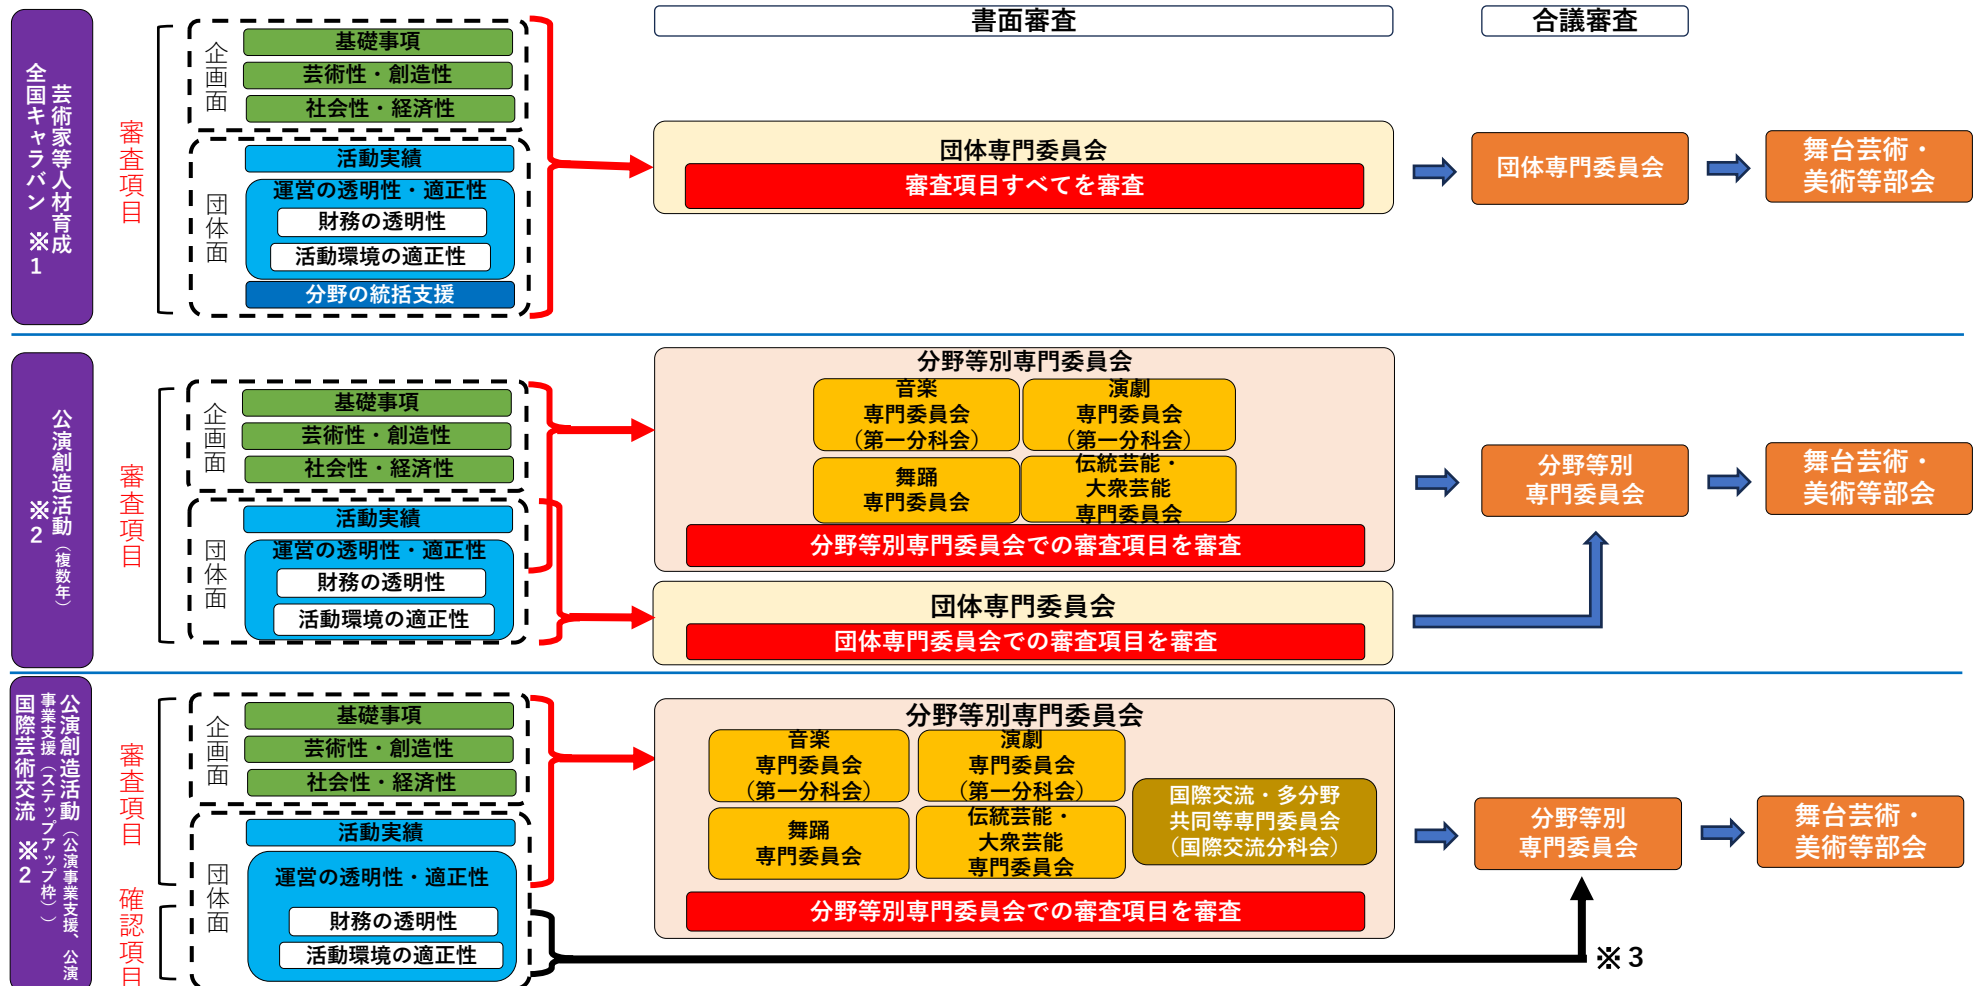 書面審査
合議審査
芸術家等人材育成
全国キャラバン ※1
審査項目
企画面
基礎事項
芸術性・創造性
社会性・経済性
団体面
活動実績
運営の透明性・適正性
財務の透明性
活動環境の適正性
分野の統括支援
団体専門委員会
審査項目すべてを審査
団体専門委員会
舞台芸術・
美術等部会
公演創造活動(複数年)
※2
審査項目
企画面
基礎事項
芸術性・創造性
社会性・経済性
団体面
活動実績
運営の透明性・適正性
財務の透明性
活動環境の適正性
分野等別専門委員会
音楽
専門委員会
(第一分科会)
演劇
専門委員会
(第一分科会)
舞踊
専門委員会
伝統芸能・
大衆芸能
専門委員会
分野等別専門委員会での審査項目を審査
団体専門委員会
団体専門委員会での審査項目を審査
分野等別
専門委員会
舞台芸術・
美術等部会
公演創造活動(公演事業支援、公演
事業支援(ステップアップ枠))
国際芸術交流 ※2
審査項目
確認項目
企画面
基礎事項
芸術性・創造性
社会性・経済性
団体面
活動実績
運営の透明性・適正性
財務の透明性
活動環境の適正性
分野等別専門委員会
音楽
専門委員会
(第一分科会)
演劇
専門委員会
(第一分科会)
舞踊
専門委員会
伝統芸能・
大衆芸能
専門委員会
国際交流・多分野
共同等専門委員会
(国際交流分科会)
分野等別専門委員会での審査項目を審査
分野等別
専門委員会
舞台芸術・
美術等部会
※3